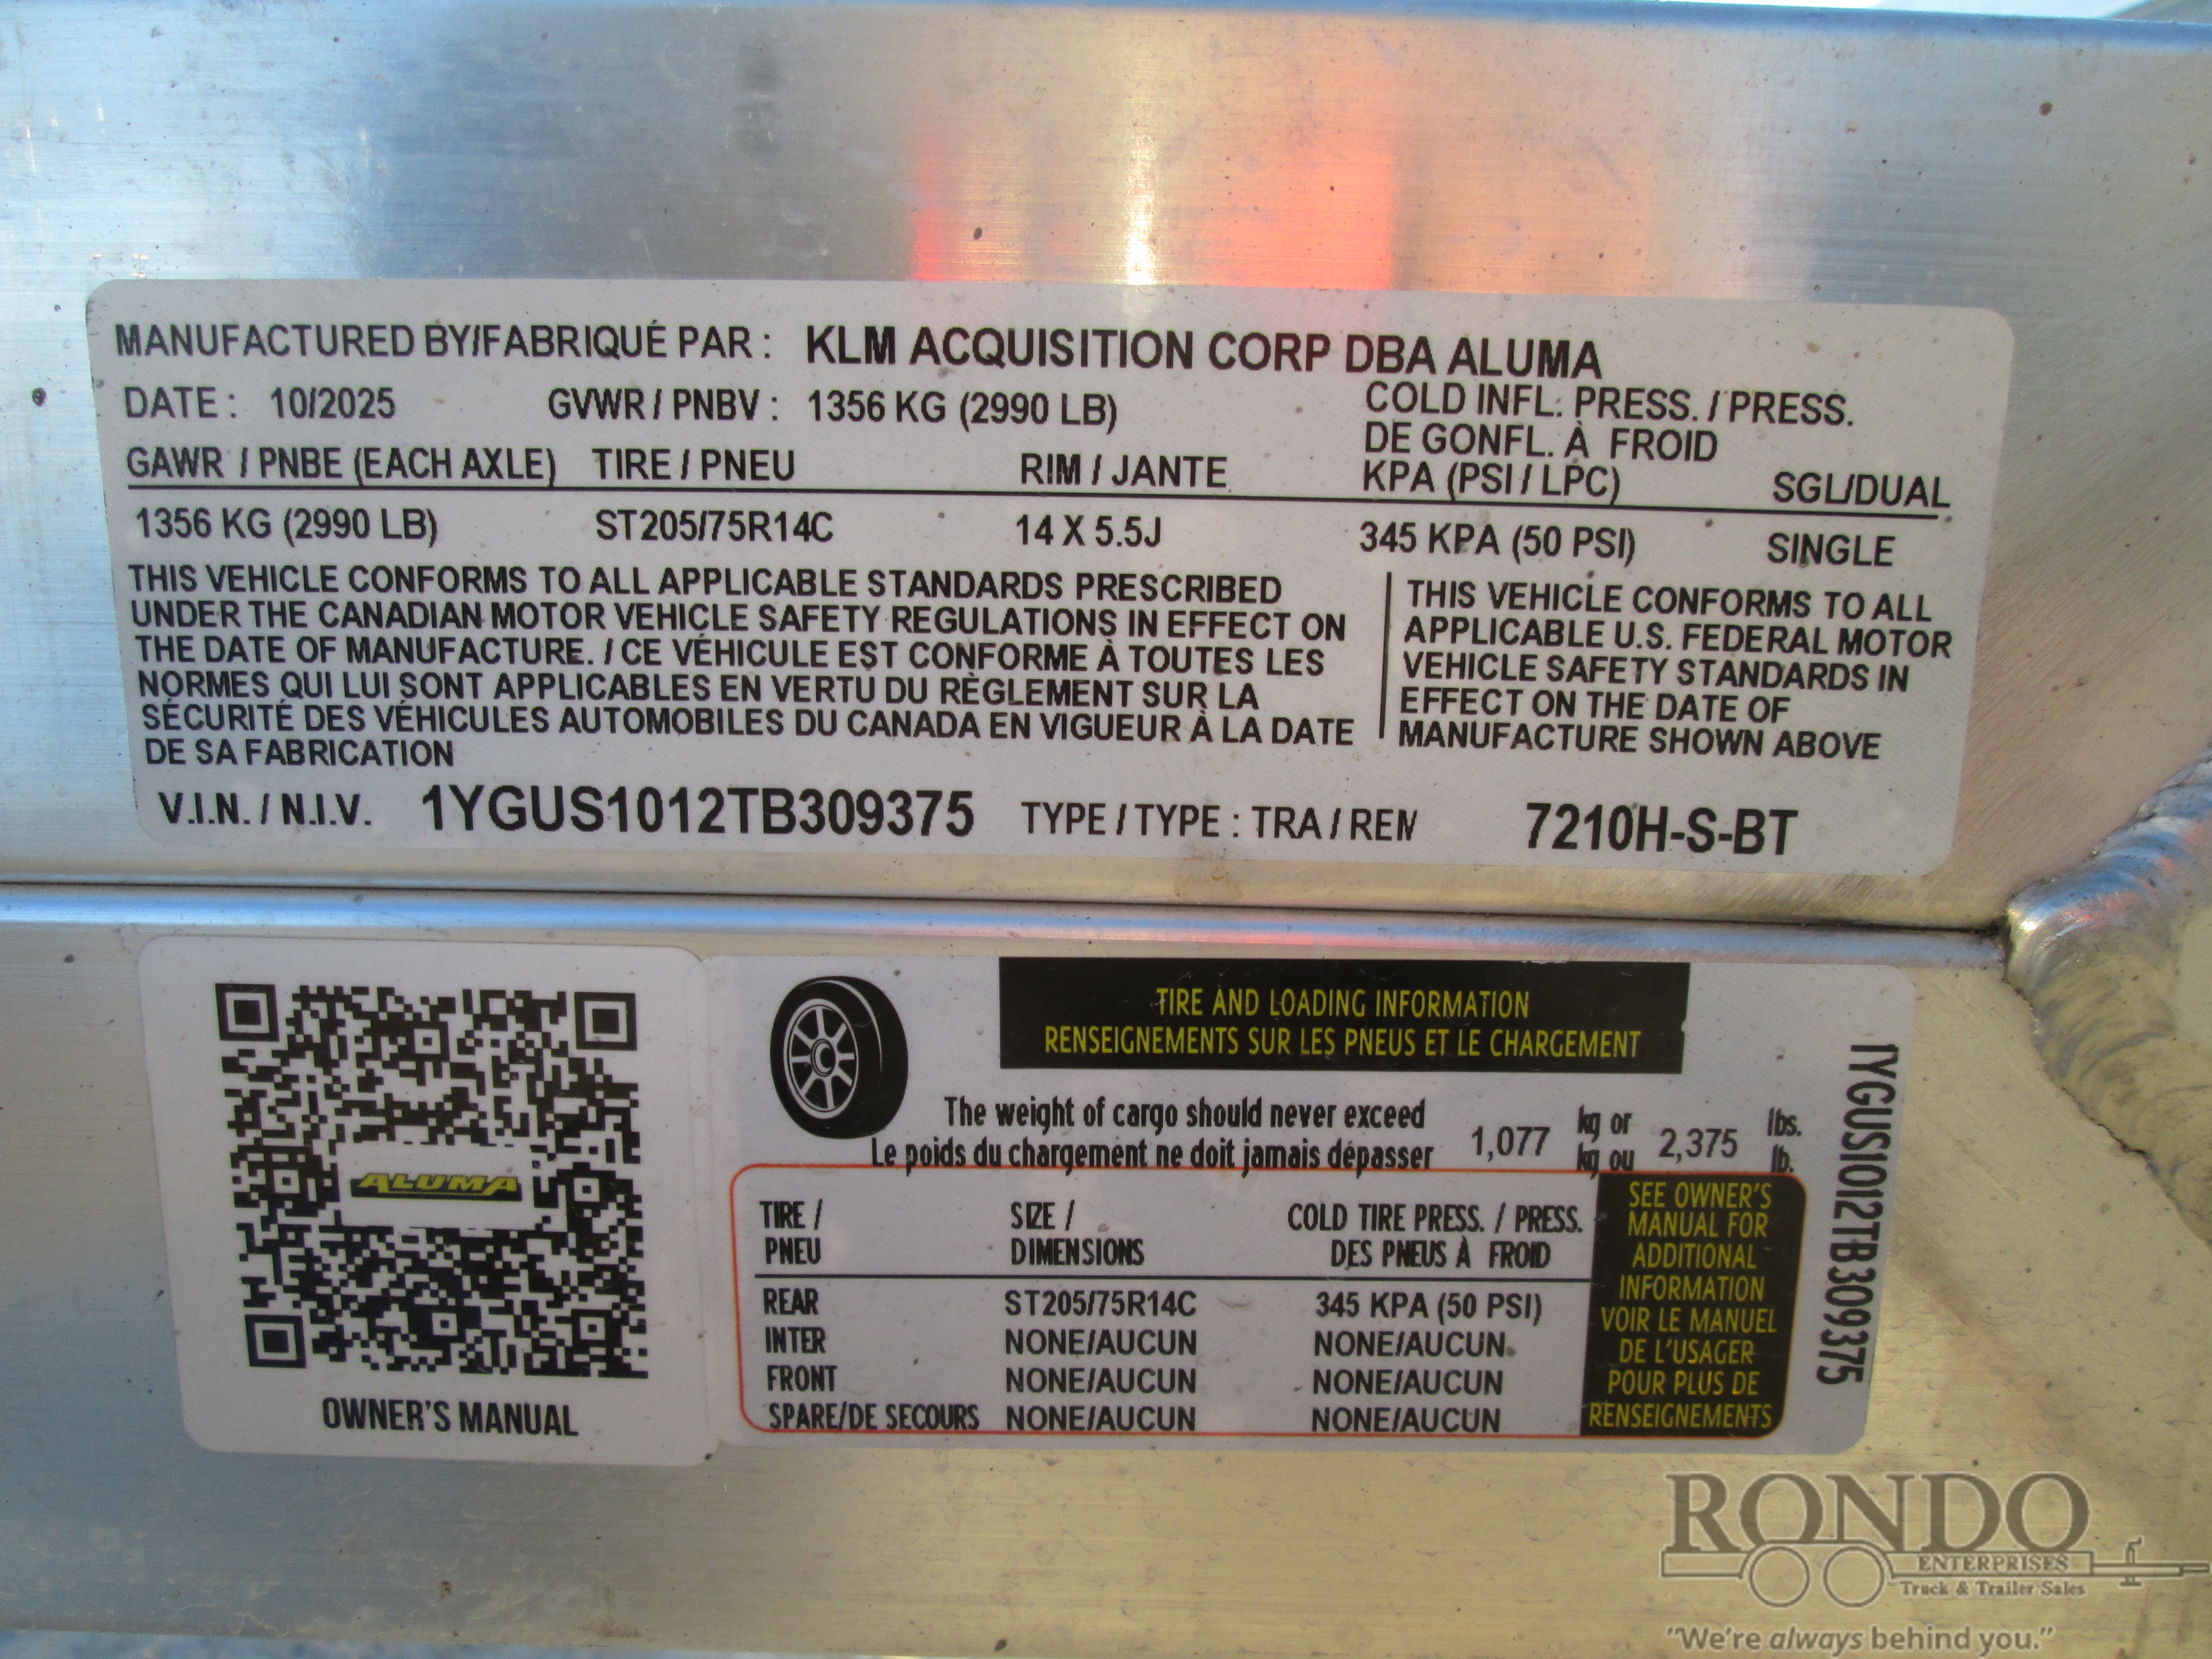 MANUFACTURED BY/FABRIQUÉ PAR : KLM ACQUISITION CORP DBA ALUMA
DATE : 10/2025 GVWR / PNBV : 1356 KG (2990 LB)
COLD INFL. PRESS. / PRESS.
DE GONFL. À FROID
GAWR / PNBE (EACH AXLE) TIRE / PNEU RIM / JANTE KPA (PSI / LPC) SGL/DUAL
1356 KG (2990 LB) ST205/75R14C 14 X 5.5J 345 KPA (50 PSI) SINGLE
THIS VEHICLE CONFORMS TO ALL APPLICABLE STANDARDS PRESCRIBED
UNDER THE CANADIAN MOTOR VEHICLE SAFETY REGULATIONS IN EFFECT ON
THE DATE OF MANUFACTURE. / CE VÉHICULE EST CONFORME À TOUTES LES
NORMES QUI LUI SONT APPLICABLES EN VERTU DU RÈGLEMENT SUR LA
SÉCURITÉ DES VÉHICULES AUTOMOBILES DU CANADA EN VIGUEUR À LA DATE
DE SA FABRICATION
THIS VEHICLE CONFORMS TO ALL
APPLICABLE U.S. FEDERAL MOTOR
VEHICLE SAFETY STANDARDS IN
EFFECT ON THE DATE OF
MANUFACTURE SHOWN ABOVE
V.I.N. / N.I.V. 1YGUS1012TB309375 TYPE / TYPE : TRA / REM 7210H-S-BT
ALUMA
OWNER'S MANUAL
TIRE AND LOADING INFORMATION
RENSEIGNEMENTS SUR LES PNEUS ET LE CHARGEMENT
The weight of cargo should never exceed
Le poids du chargement ne doit jamais dépasser
1,077 kg or 2,375 lbs.
kg ou lb.
TIRE / SIZE / COLD TIRE PRESS. / PRESS.
PNEU DIMENSIONS DES PNEUS À FROID
REAR ST205/75R14C 345 KPA (50 PSI)
INTER NONE/AUCUN NONE/AUCUN
FRONT NONE/AUCUN NONE/AUCUN
SPARE/DE SECOURS NONE/AUCUN NONE/AUCUN
SEE OWNER'S
MANUAL FOR
ADDITIONAL
INFORMATION
VOIR LE MANUEL
DE L'USAGER
POUR PLUS DE
RENSEIGNEMENTS
1YGUS1012TB309375
RONDO
ENTERPRISES
Truck & Trailer Sales
"We're always behind you."